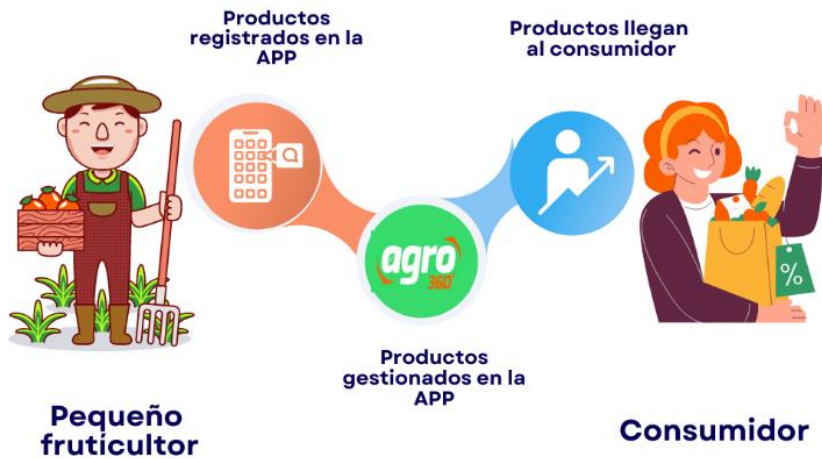 Productos
registrados en la
APP
Productos llegan
al consumidor
agro
360°
%
Productos
gestionados en la
APP
Pequeño
fruticultor
Consumidor